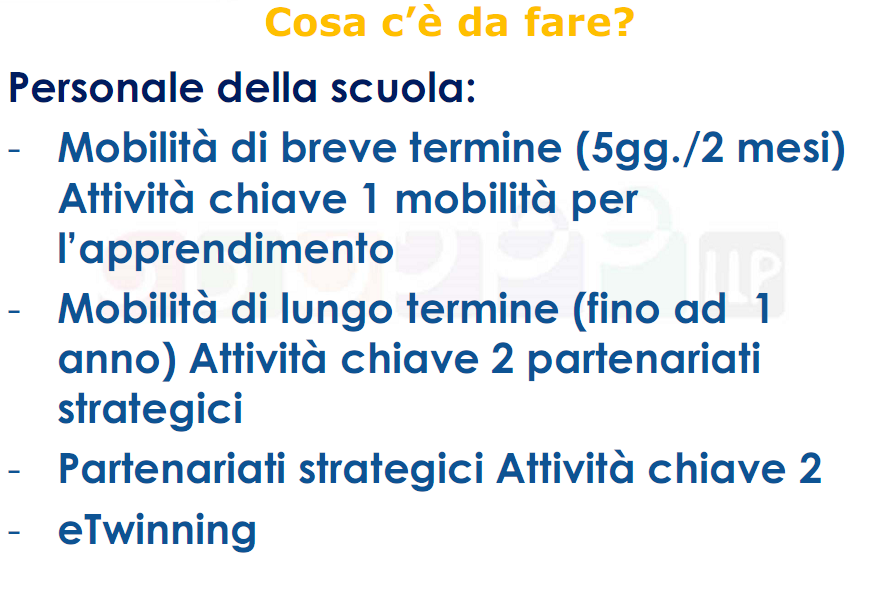 Cosa c’è da fare?
Personale della scuola:
- Mobilità di breve termine (5gg./2 mesi)
Attività chiave 1 mobilità per
l’apprendimento
- Mobilità di lungo termine (fino ad 1
anno) Attività chiave 2 partenariati
strategici
- Partenariati strategici Attività chiave 2
- eTwinning
LLP